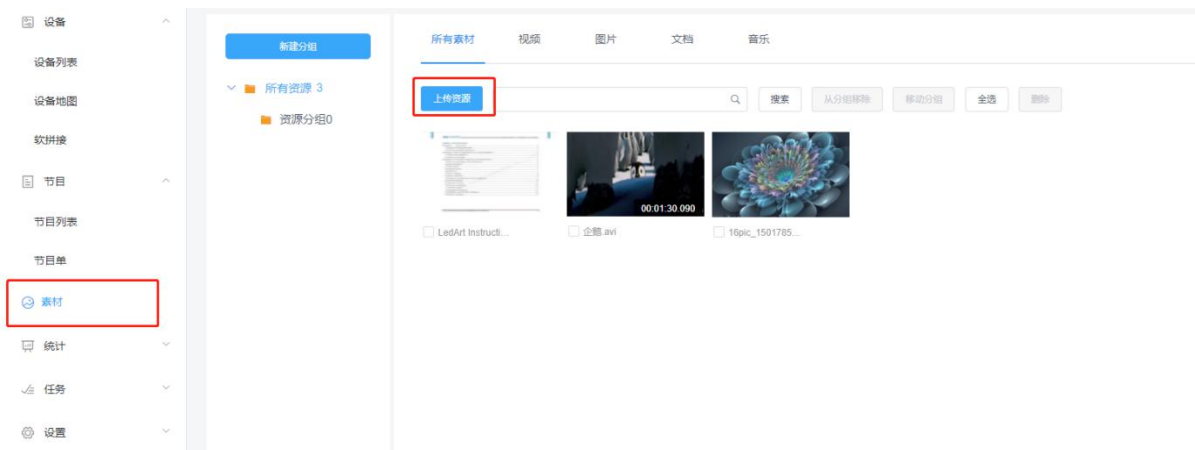 设备
设备列表
设备地图
软拼接
节目
节目列表
节目单
素材
统计
任务
设置
新建分组
所有资源 3
资源分组0
所有素材 视频 图片 文档 音乐
上传资源 搜索 从分组移除 移动分组 全选 删除
00:01:30.090
LedArt Instructi... 企鹅.avi 16pic_1501785...